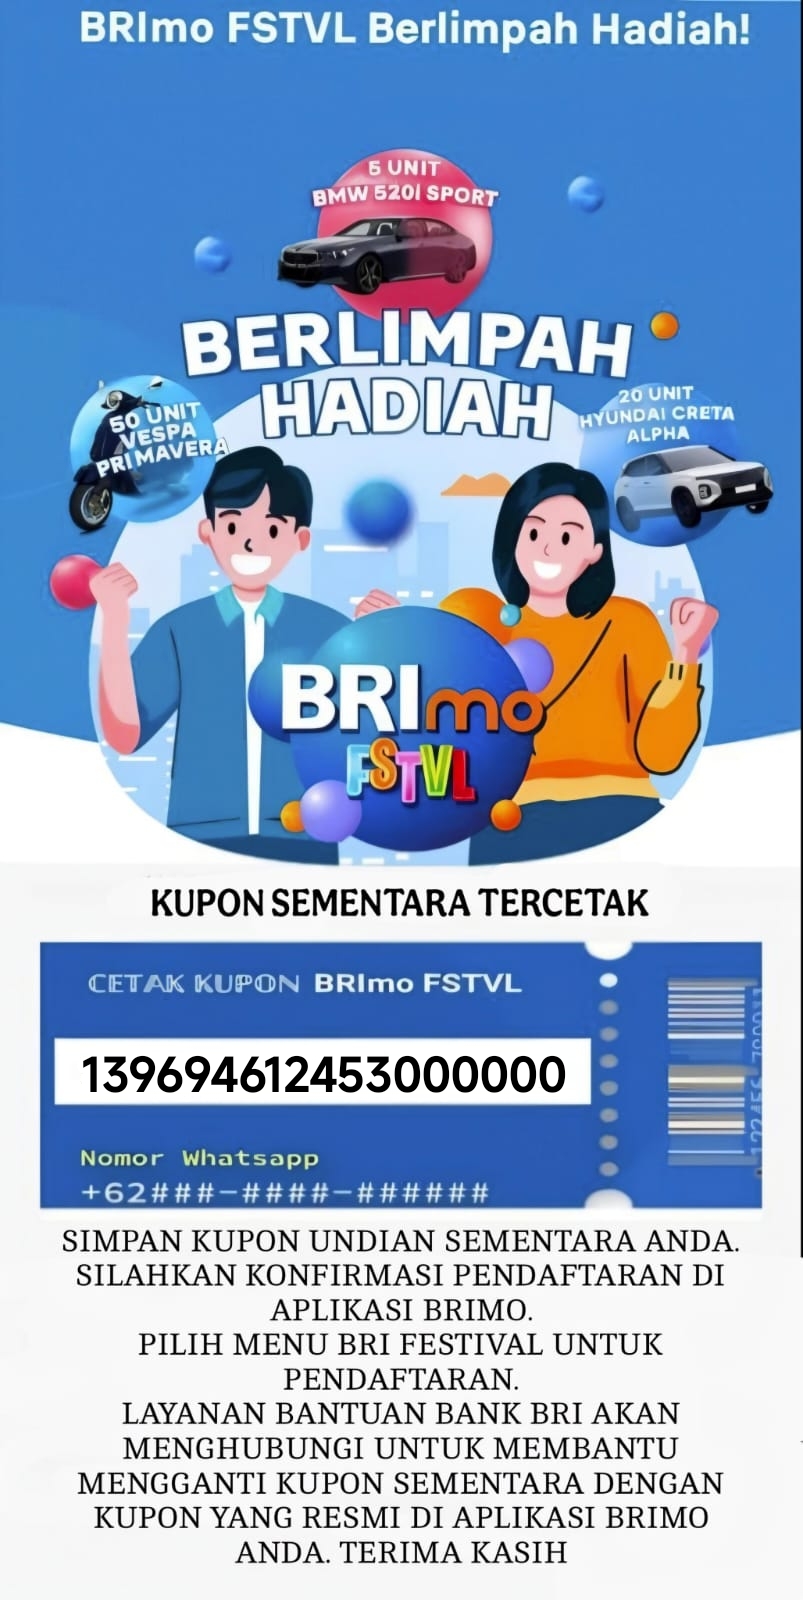 BRImo FSTVL Berlimpah Hadiah!
5 UNIT
BMW 520i SPORT
BERLIMPAH
HADIAH
50 UNIT
VESPA
PRIMAVERA
20 UNIT
HYUNDAI CRETA
ALPHA
BRImo
FSTVL
KUPON SEMENTARA TERCETAK
CETAK KUPON BRImo FSTVL
139694612453000000
Nomor Whatsapp
+62###-####-######
SIMPAN KUPON UNDIAN SEMENTARA ANDA.
SILAHKAN KONFIRMASI PENDAFTARAN DI
APLIKASI BRIMO.
PILIH MENU BRI FESTIVAL UNTUK
PENDAFTARAN.
LAYANAN BANTUAN BANK BRI AKAN
MENGHUBUNGI UNTUK MEMBANTU
MENGGANTI KUPON SEMENTARA DENGAN
KUPON YANG RESMI DI APLIKASI BRIMO
ANDA. TERIMA KASIH